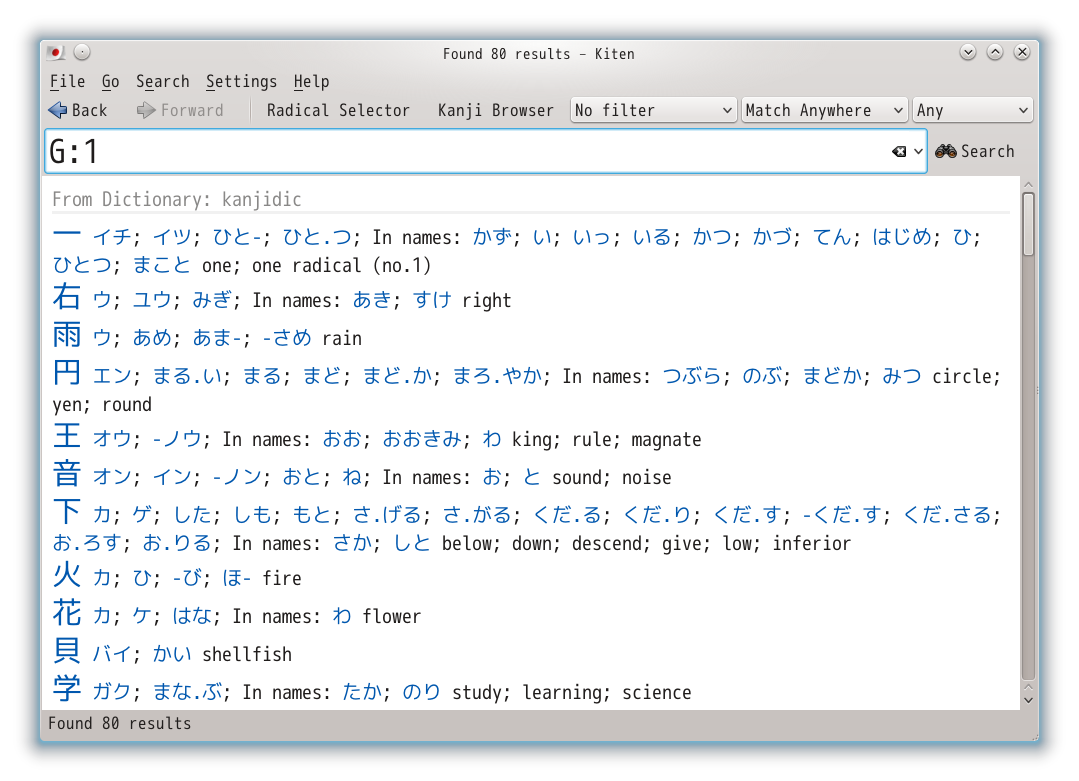 Found 80 results – Kiten
File Go Search Settings Help
Back Forward Radical Selector Kanji Browser No filter Match Anywhere Any
G:1 Search
From Dictionary: kanjidic
一 イチ; イツ; ひと-; ひと.つ; In names: かず; い; いっ; いる; かつ; かづ; てん; はじめ; ひ;
ひとつ; まこと one; one radical (no.1)
右 ウ; ユウ; みぎ; In names: あき; すけ right
雨 ウ; あめ; あま-; -さめ rain
円 エン; まる.い; まる; まど; まど.か; まろ.やか; In names: つぶら; のぶ; まどか; みつ circle;
yen; round
王 オウ; -ノウ; In names: おお; おおきみ; わ king; rule; magnate
音 オン; イン; -ノン; おと; ね; In names: お; と sound; noise
下 カ; ゲ; した; しも; もと; さ.げる; さ.がる; くだ.る; くだ.り; くだ.す; -くだ.す; くだ.さる;
お.ろす; お.りる; In names: さか; しと below; down; descend; give; low; inferior
火 カ; ひ; -び; ほ- fire
花 カ; ケ; はな; In names: わ flower
貝 バイ; かい shellfish
学 ガク; まな.ぶ; In names: たか; のり study; learning; science
Found 80 results